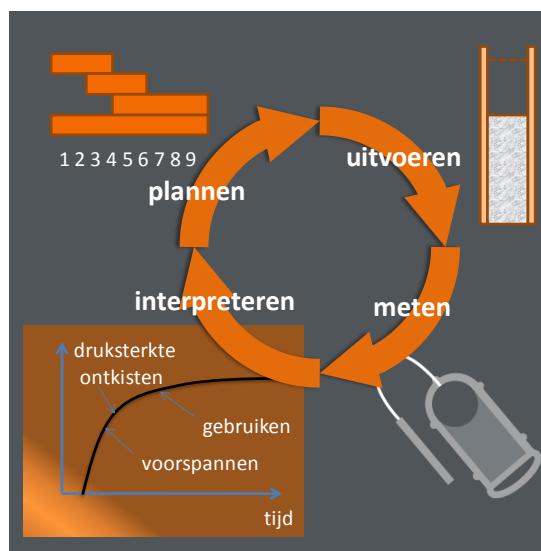 1 2 3 4 5 6 7 8 9
uitvoeren
plannen
interpreteren
meten
druksterkte
ontkisten
gebruiken
voorspannen
tijd